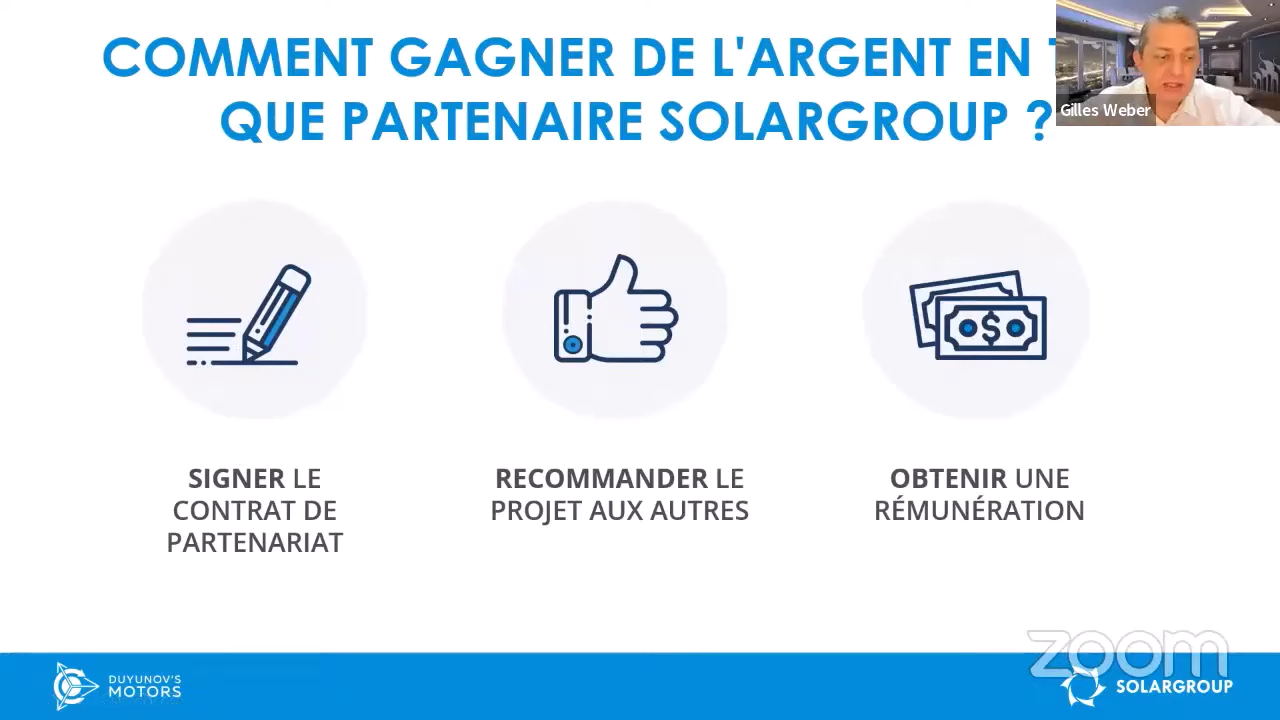 COMMENT GAGNER DE L'ARGENT EN
QUE PARTENAIRE SOLARGROUP ?
Gilles Weber
SIGNER LE
CONTRAT DE
PARTENARIAT
RECOMMANDER LE
PROJET AUX AUTRES
OBTENIR UNE
RÉMUNÉRATION
DUYUNOV'S
MOTORS
zoom
SOLARGROUP